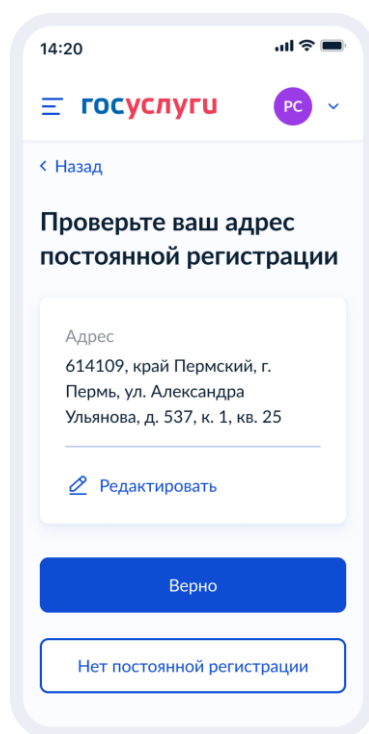 14:20
госуслуги
РС
Назад
Проверьте ваш адрес
постоянной регистрации
Адрес
614109, край Пермский, г.
Пермь, ул. Александра
Ульянова, д. 537, к. 1, кв. 25
Редактировать
Верно
Нет постоянной регистрации